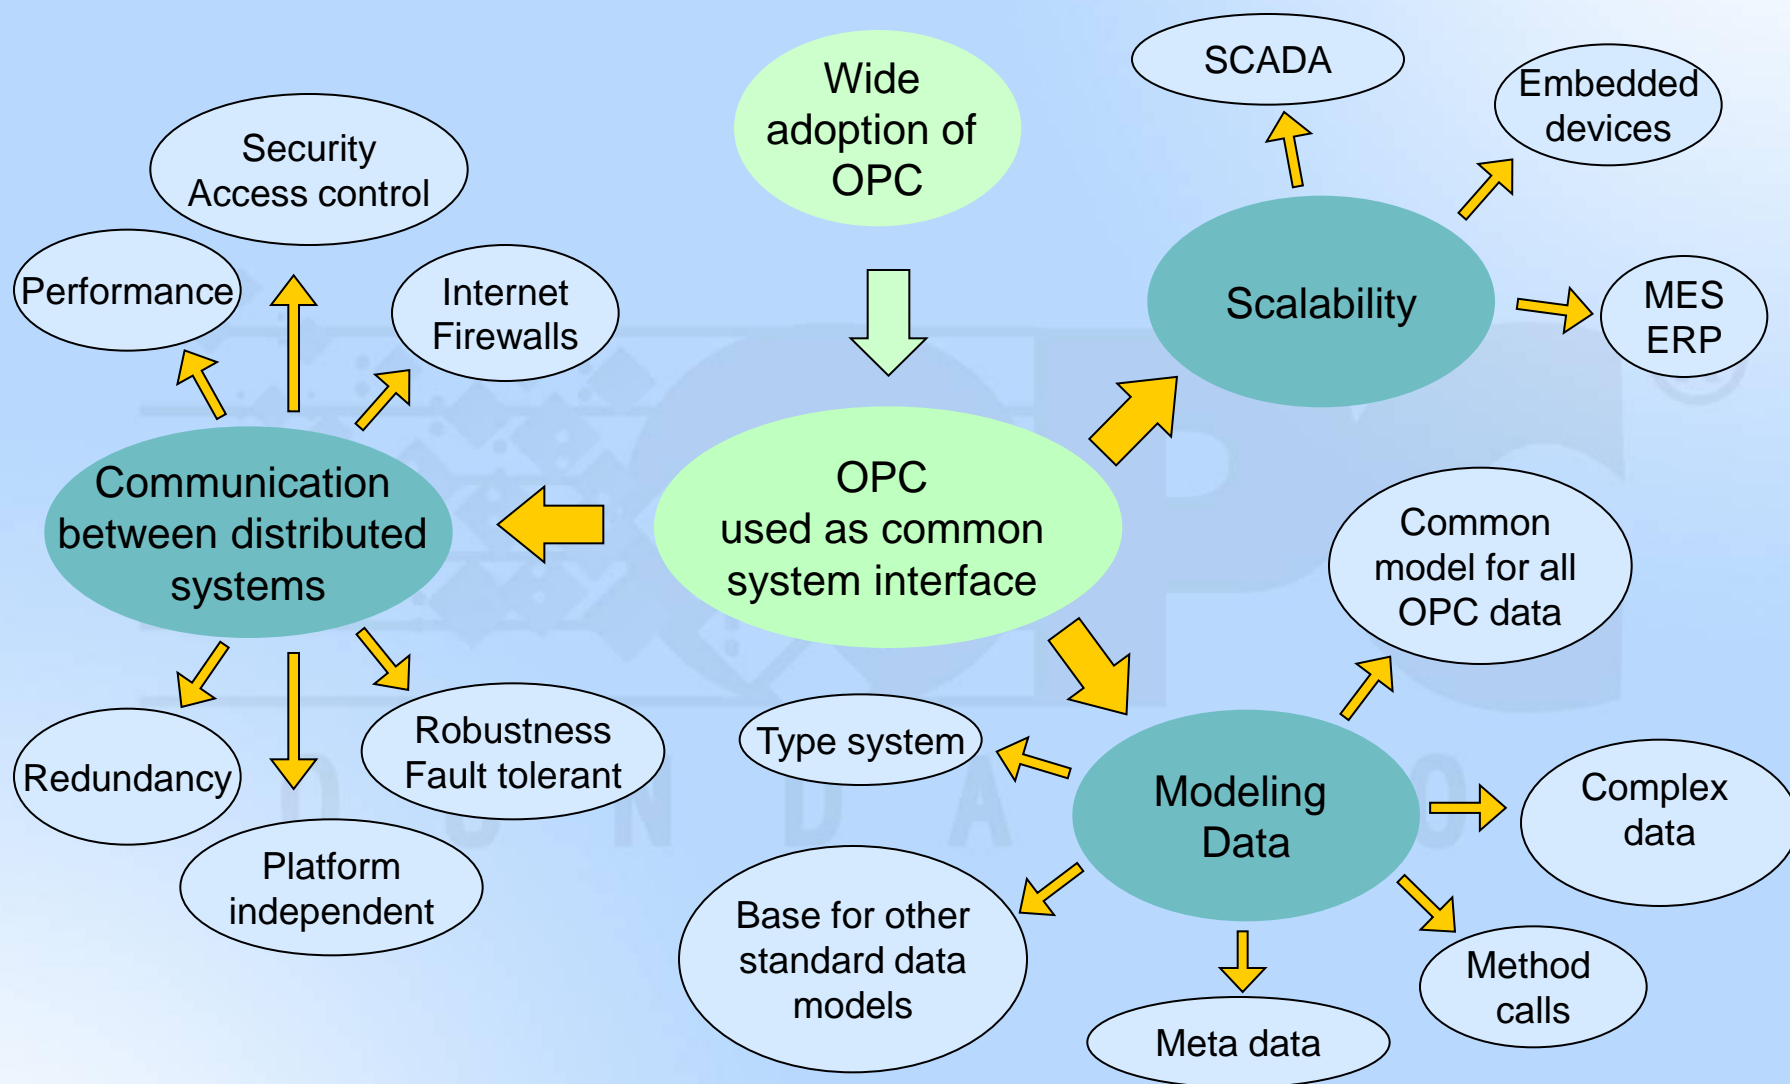 Wide
adoption of
OPC
SCADA
Embedded
devices
MES
ERP
Scalability
Security
Access control
Performance
Internet
Firewalls
Communication
between distributed
systems
OPC
used as common
system interface
Redundancy
Platform
independent
Robustness
Fault tolerant
Common
model for all
OPC data
Type system
Modeling
Data
Complex
data
Base for other
standard data
models
Meta data
Method
calls